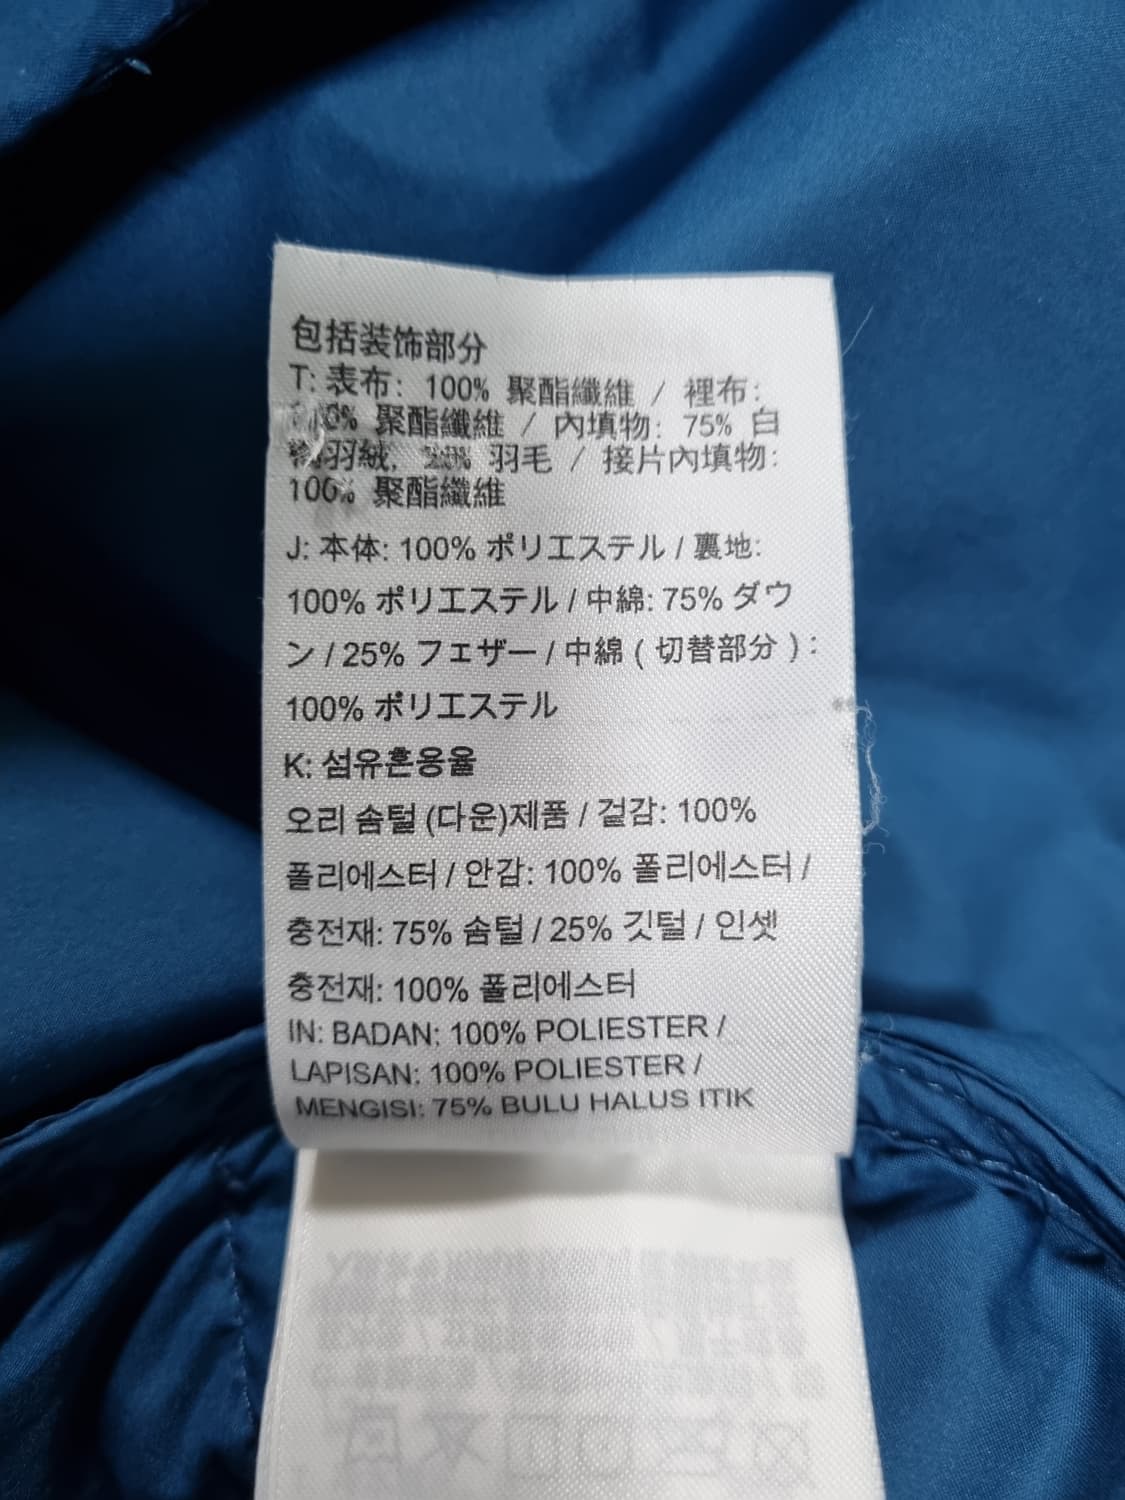 包括装饰部分
T: 表布: 100% 聚酯纖維 / 裡布:
聚酯纖維 / 內填物: 75% 白
羽絨, 羽毛 / 接片內填物:
100% 聚酯纖維
J: 本体: 100% ポリエステル / 裏地:
100% ポリエステル / 中綿: 75% ダウ
ン / 25% フェザー / 中綿 ( 切替部分 ) :
100% ポリエステル
K: 섬유혼용율
오리 솜털 (다운)제품 / 겉감: 100%
폴리에스터 / 안감: 100% 폴리에스터 /
충전재: 75% 솜털 / 25% 깃털 / 인셋
충전재: 100% 폴리에스터
IN: BADAN: 100% POLIESTER /
LAPISAN: 100% POLIESTER /
MENGISI: 75% BULU HALUS ITIK